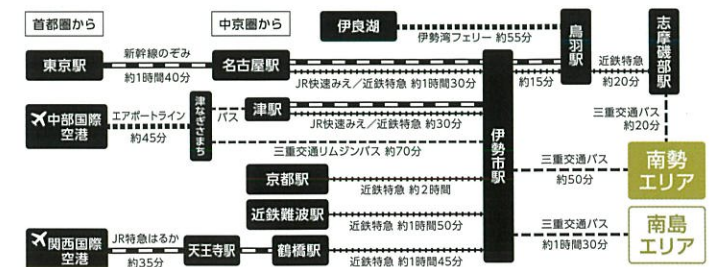 首都圏から
中京圏から
伊良湖
伊勢湾フェリー 約55分
鳥羽駅
志摩磯部駅
東京駅
新幹線のぞみ
約1時間40分
名古屋駅
JR快速みえ／近鉄特急 約1時間30分
約15分
近鉄特急
約20分
中部国際
空港
エアポートライン
約45分
津なぎさまち
バス
津駅
JR快速みえ／近鉄特急 約30分
三重交通リムジンバス 約70分
伊勢市駅
三重交通バス
約20分
京都駅
近鉄特急 約2時間
三重交通バス
約50分
南勢
エリア
近鉄難波駅
近鉄特急 約1時間50分
関西国際
空港
JR特急はるか
約35分
天王寺駅
鶴橋駅
近鉄特急 約1時間45分
三重交通バス
約1時間30分
南島
エリア